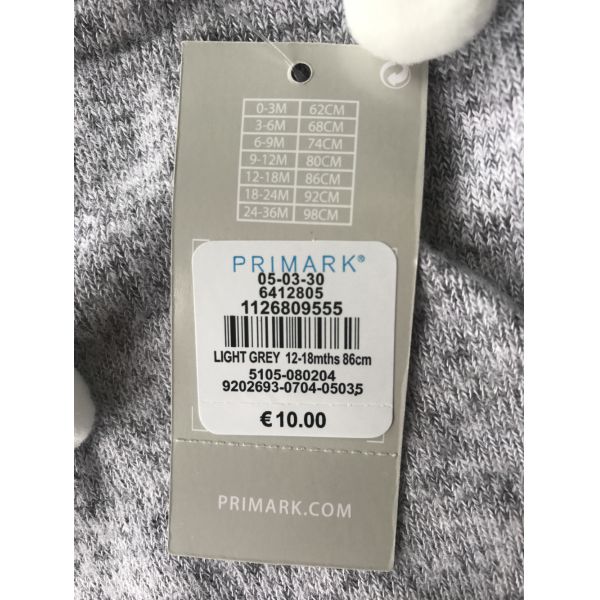 0-3M 62CM
3-6M 68CM
6-9M 74CM
9-12M 80CM
12-18M 86CM
18-24M 92CM
24-36M 98CM
PRIMARK®
05-03-30
6412805
1126809555
LIGHT GREY 12-18mths 86cm
5105-080204
9202693-0704-05035
€10.00
PRIMARK.COM